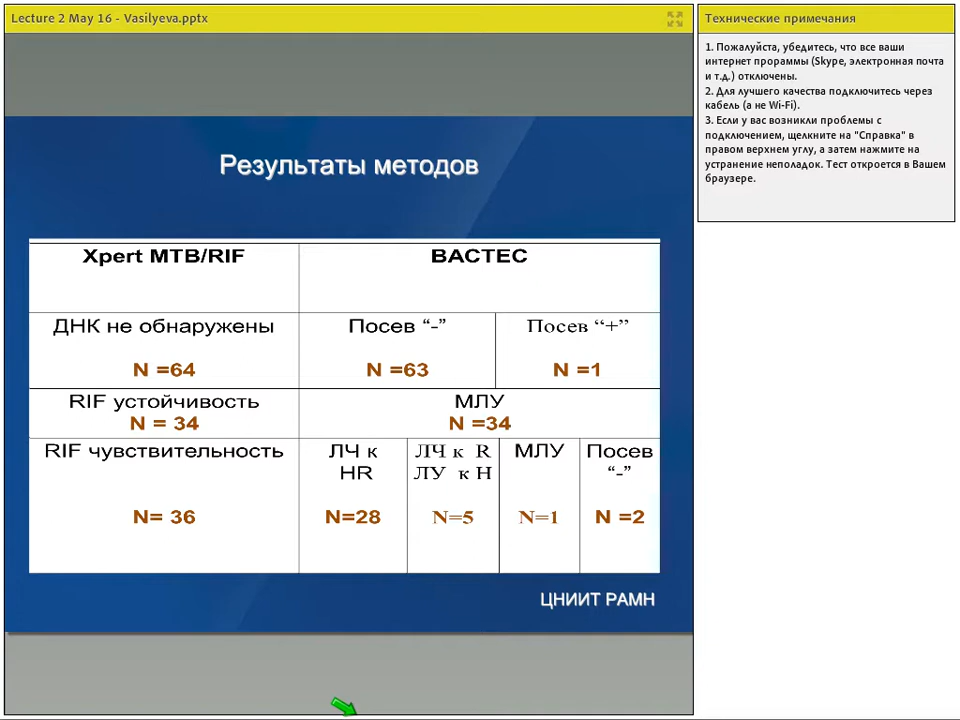 Lecture 2 May 16 - Vasilyeva.pptx
Результаты методов
Xpert MTB/RIF
BACTEC
ДНК не обнаружены
Посев “-”
Посев “+”
N =64
N =63
N =1
RIF устойчивость
МЛУ
N = 34
N =34
RIF чувствительность
ЛЧ к
HR
ЛЧ к R
ЛУ к H
МЛУ
Посев
“-”
N= 36
N=28
N=5
N=1
N =2
ЦНИИТ РАМН
Технические примечания
1. Пожалуйста, убедитесь, что все ваши
интернет прораммы (Skype, электронная почта
и т.д.) отключены.
2. Для лучшего качества подключитесь через
кабель (а не Wi-Fi).
3. Если у вас возникли проблемы с
подключением, щелкните на "Справка" в
правом верхнем углу, а затем нажмите на
устранение неполадок. Тест откроется в Вашем
браузере.